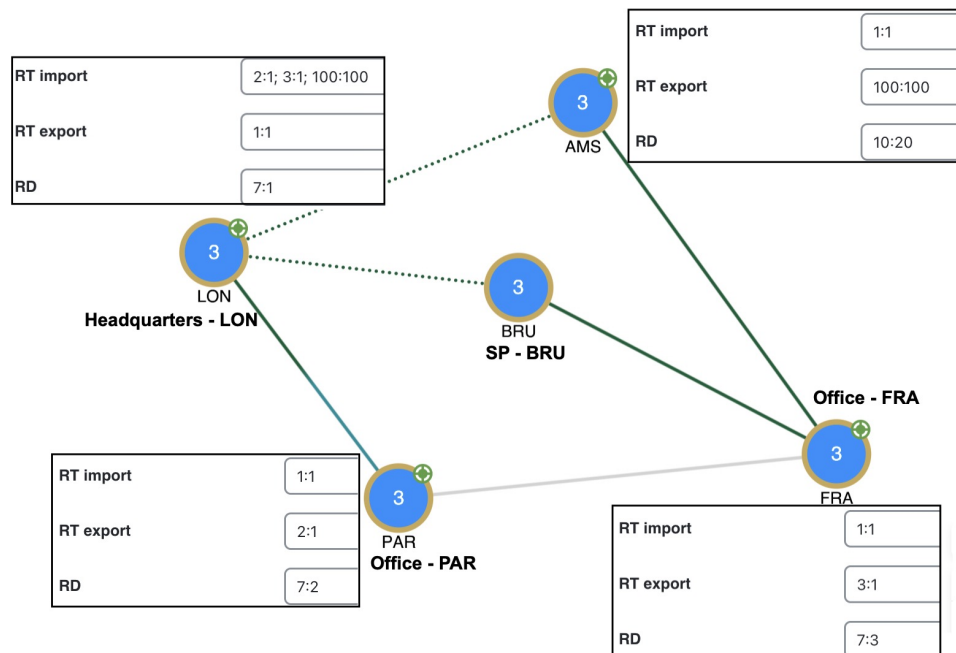 RT import 1:1
RT export 100:100
RD 10:20
RT import 2:1; 3:1; 100:100
RT export 1:1
RD 7:1
3
AMS
3
LON
Headquarters - LON
3
BRU
SP - BRU
Office - FRA
3
FRA
RT import 1:1
RT export 2:1
RD 7:2
3
PAR
Office - PAR
RT import 1:1
RT export 3:1
RD 7:3